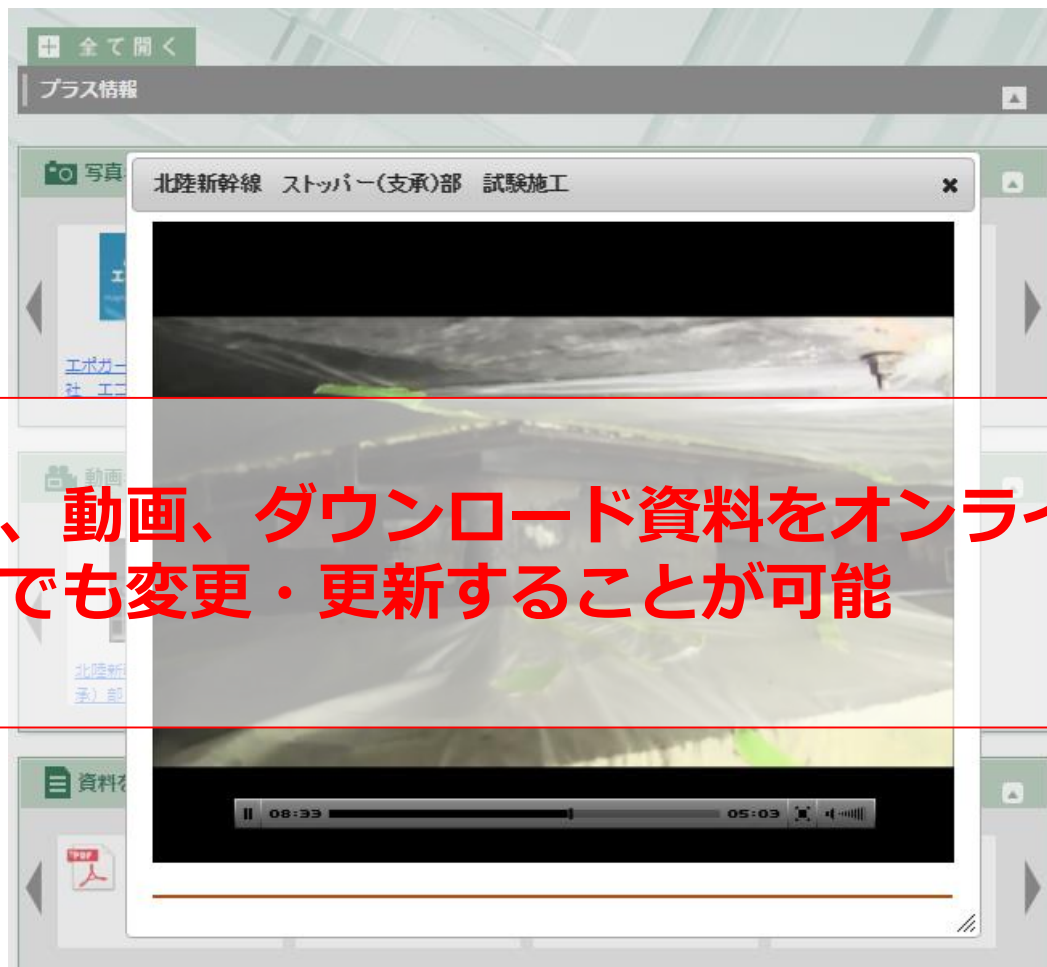 全て開く
プラス情報
写真
北陸新幹線 ストッパー(支承)部 試験施工
エポガー
社 エコ
動画
、動画、ダウンロード資料をオンライ
でも変更・更新することが可能
北陸新
承）部
資料を
08:33
05:03
PDF